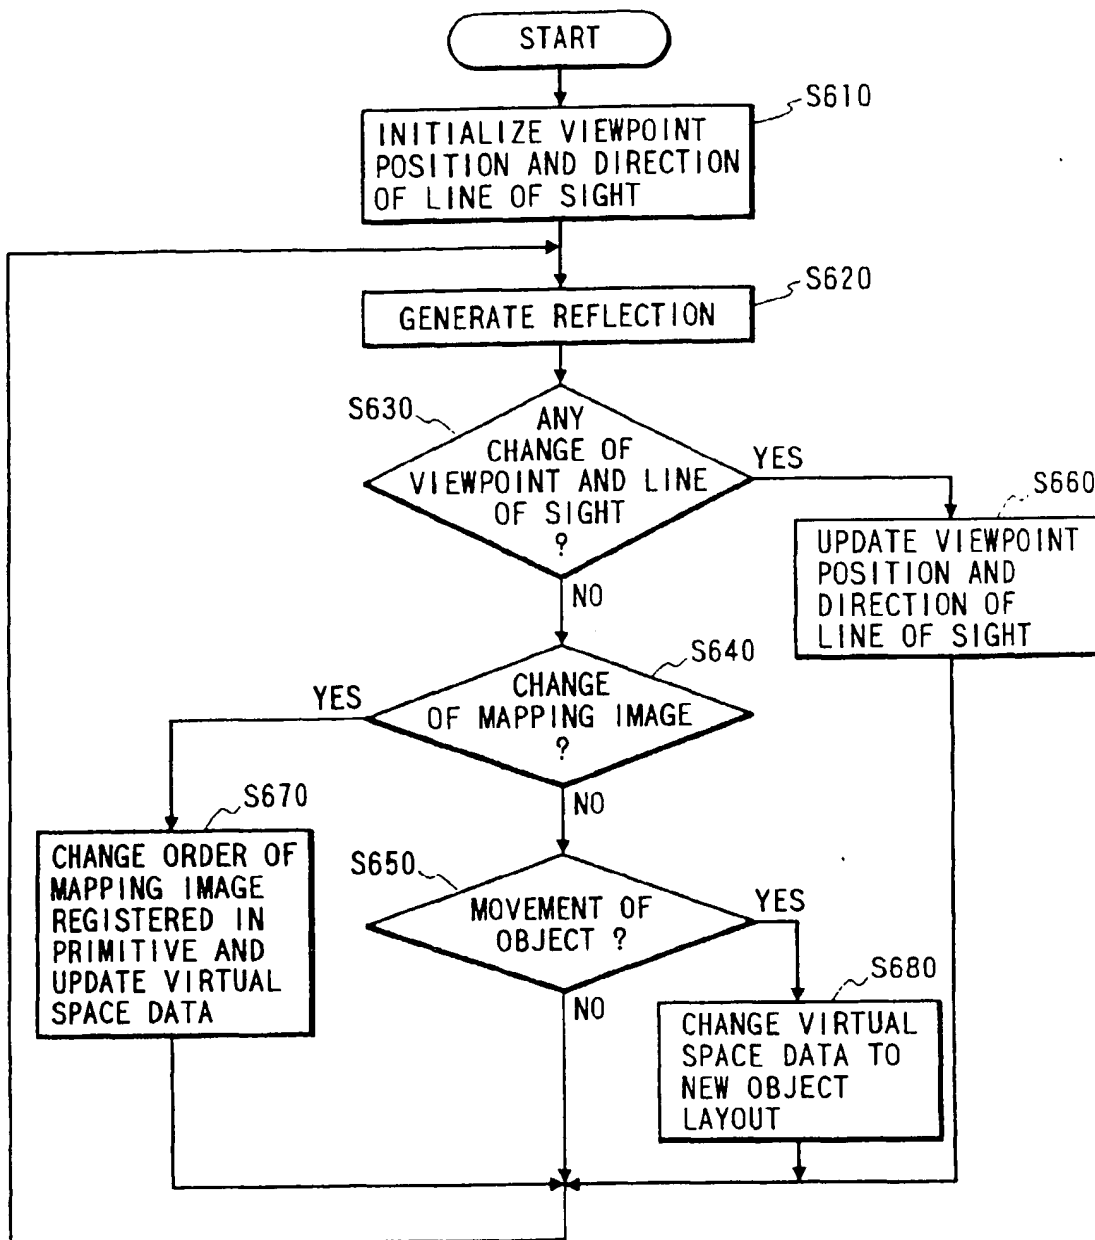 START
S610
INITIALIZE VIEWPOINT
POSITION AND DIRECTION
OF LINE OF SIGHT
S620
GENERATE REFLECTION
S630
ANY
CHANGE OF
VIEWPOINT AND LINE
OF SIGHT
?
YES
NO
S660
UPDATE VIEWPOINT
POSITION AND
DIRECTION OF
LINE OF SIGHT
S640
CHANGE
OF MAPPING IMAGE
?
YES
NO
S670
CHANGE ORDER OF
MAPPING IMAGE
REGISTERED IN
PRIMITIVE AND
UPDATE VIRTUAL
SPACE DATA
S650
MOVEMENT OF
OBJECT ?
YES
NO
S680
CHANGE VIRTUAL
SPACE DATA TO
NEW OBJECT
LAYOUT